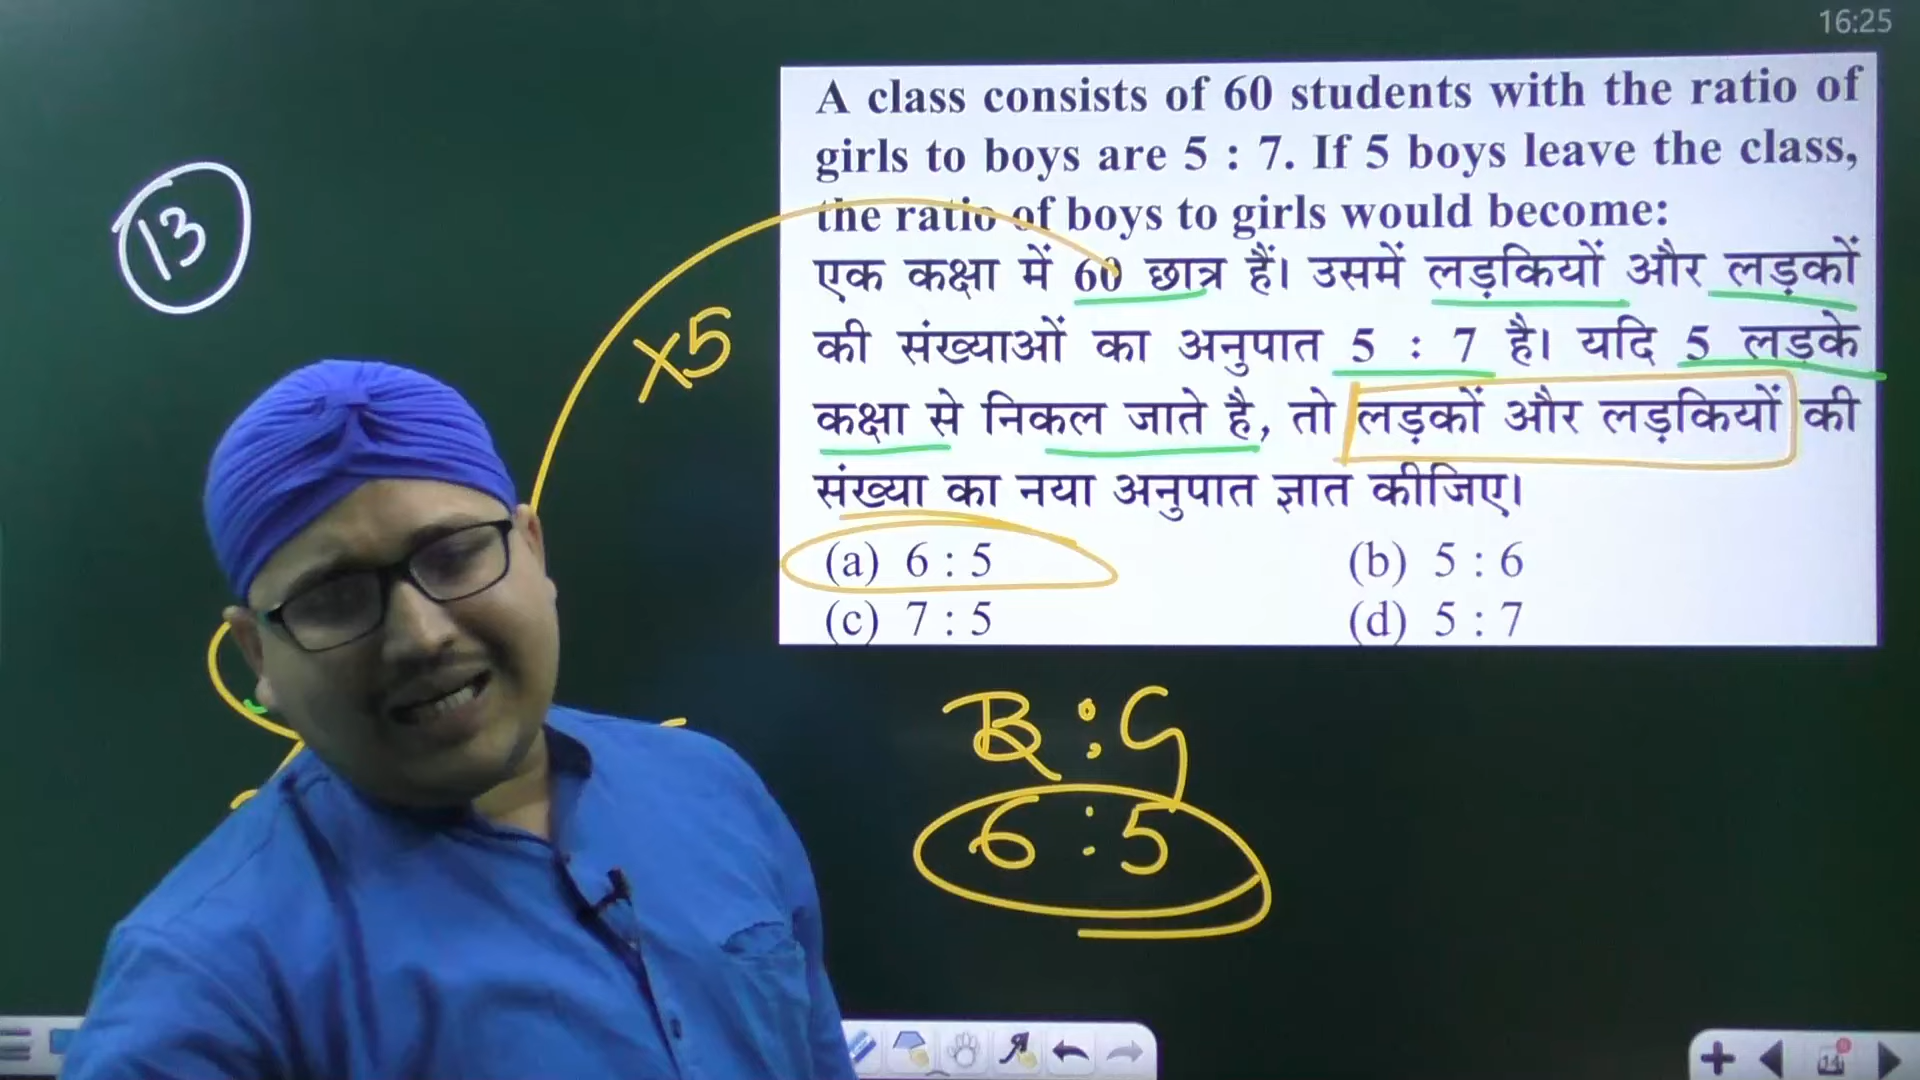 16:25
A class consists of 60 students with the ratio of
girls to boys are 5 : 7. If 5 boys leave the class,
the ratio of boys to girls would become:
एक कक्षा में 60 छात्र हैं। उसमें लड़कियों और लड़कों
की संख्याओं का अनुपात 5 : 7 है। यदि 5 लड़के
कक्षा से निकल जाते है, तो लड़कों और लड़कियों की
संख्या का नया अनुपात ज्ञात कीजिए।
(a) 6 : 5
(b) 5 : 6
(c) 7 : 5
(d) 5 : 7
13
×5
B : G
6 : 5
14